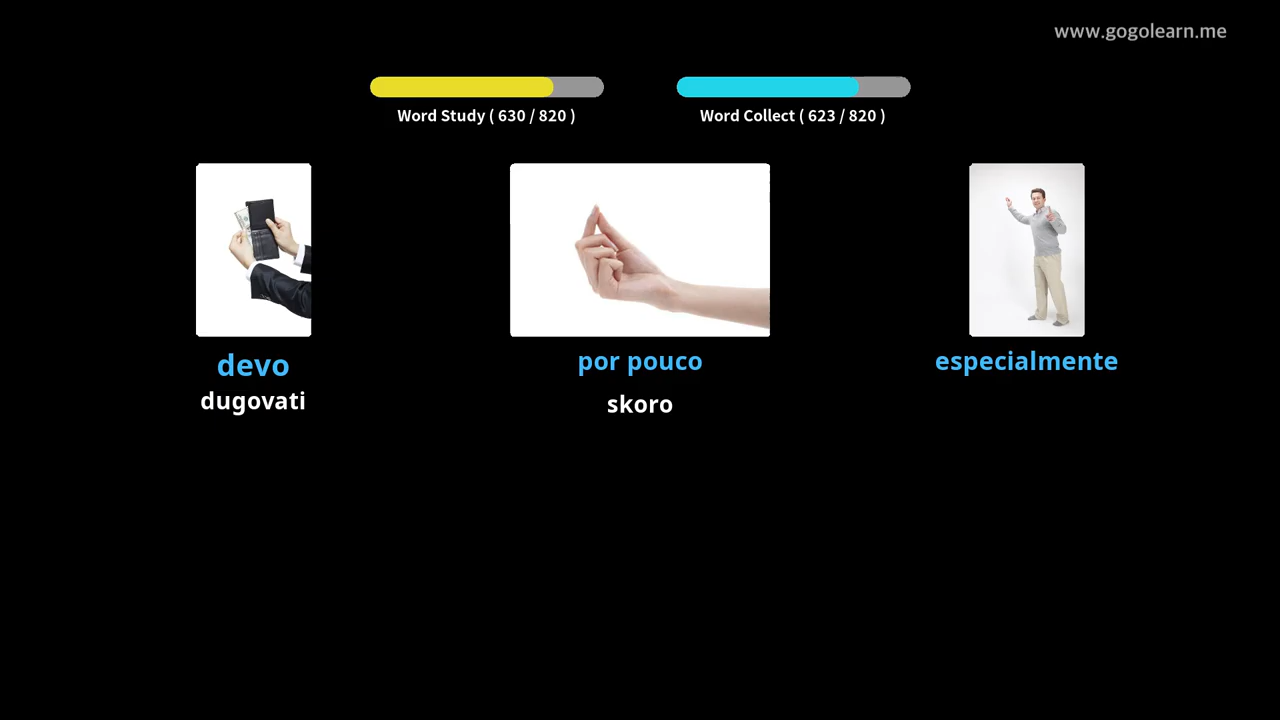 www.gogolearn.me
Word Study ( 630 / 820 )
Word Collect ( 623 / 820 )
devo
dugovati
por pouco
skoro
especialmente